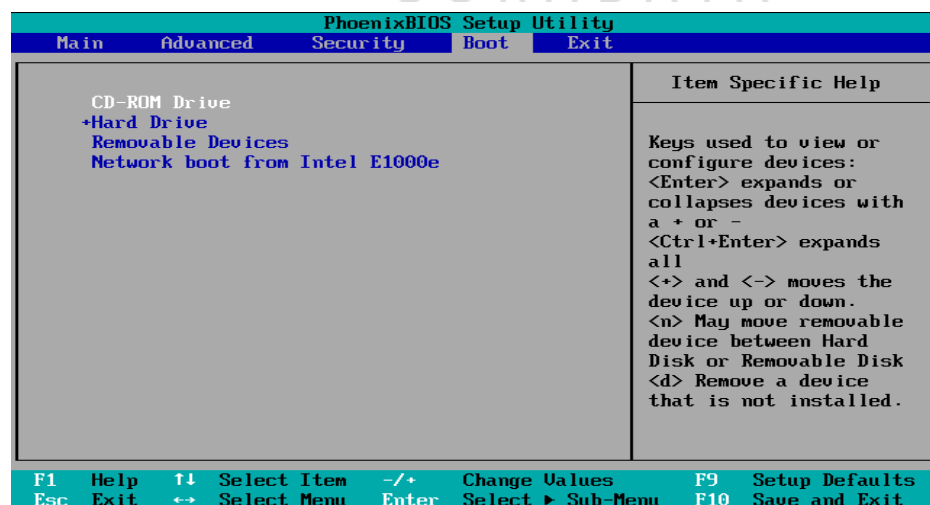 PhoenixBIOS Setup Utility
Main Advanced Security Boot Exit
CD-ROM Drive
+Hard Drive
Removable Devices
Network boot from Intel E1000e
Item Specific Help
Keys used to view or
configure devices:
<Enter> expands or
collapses devices with
a + or -
<Ctrl+Enter> expands
all
<+> and <-> moves the
device up or down.
<n> May move removable
device between Hard
Disk or Removable Disk
<d> Remove a device
that is not installed.
F1 Help ↑↓ Select Item -/+ Change Values F9 Setup Defaults
Esc Exit ↔ Select Menu Enter Select ▶ Sub-Menu F10 Save and Exit